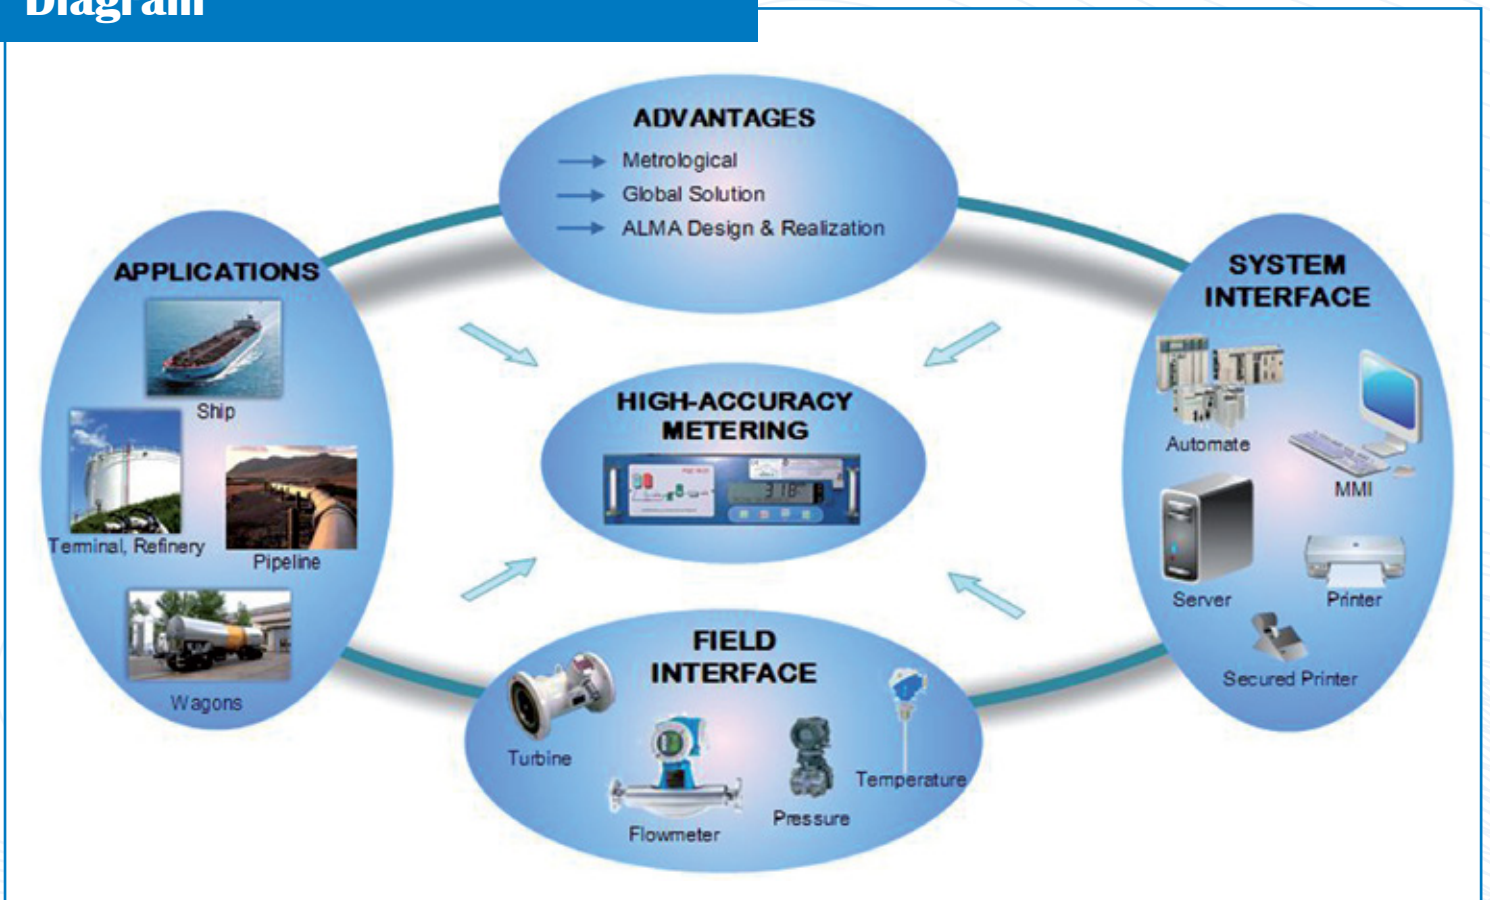 Diagram
ADVANTAGES
Metrological
Global Solution
ALMA Design & Realization
APPLICATIONS
Ship
Terminal, Refinery
Pipeline
Wagons
HIGH-ACCURACY
METERING
318
SYSTEM
INTERFACE
Automate
MMI
Server
Printer
Secured Printer
FIELD
INTERFACE
Turbine
Flowmeter
Pressure
Temperature